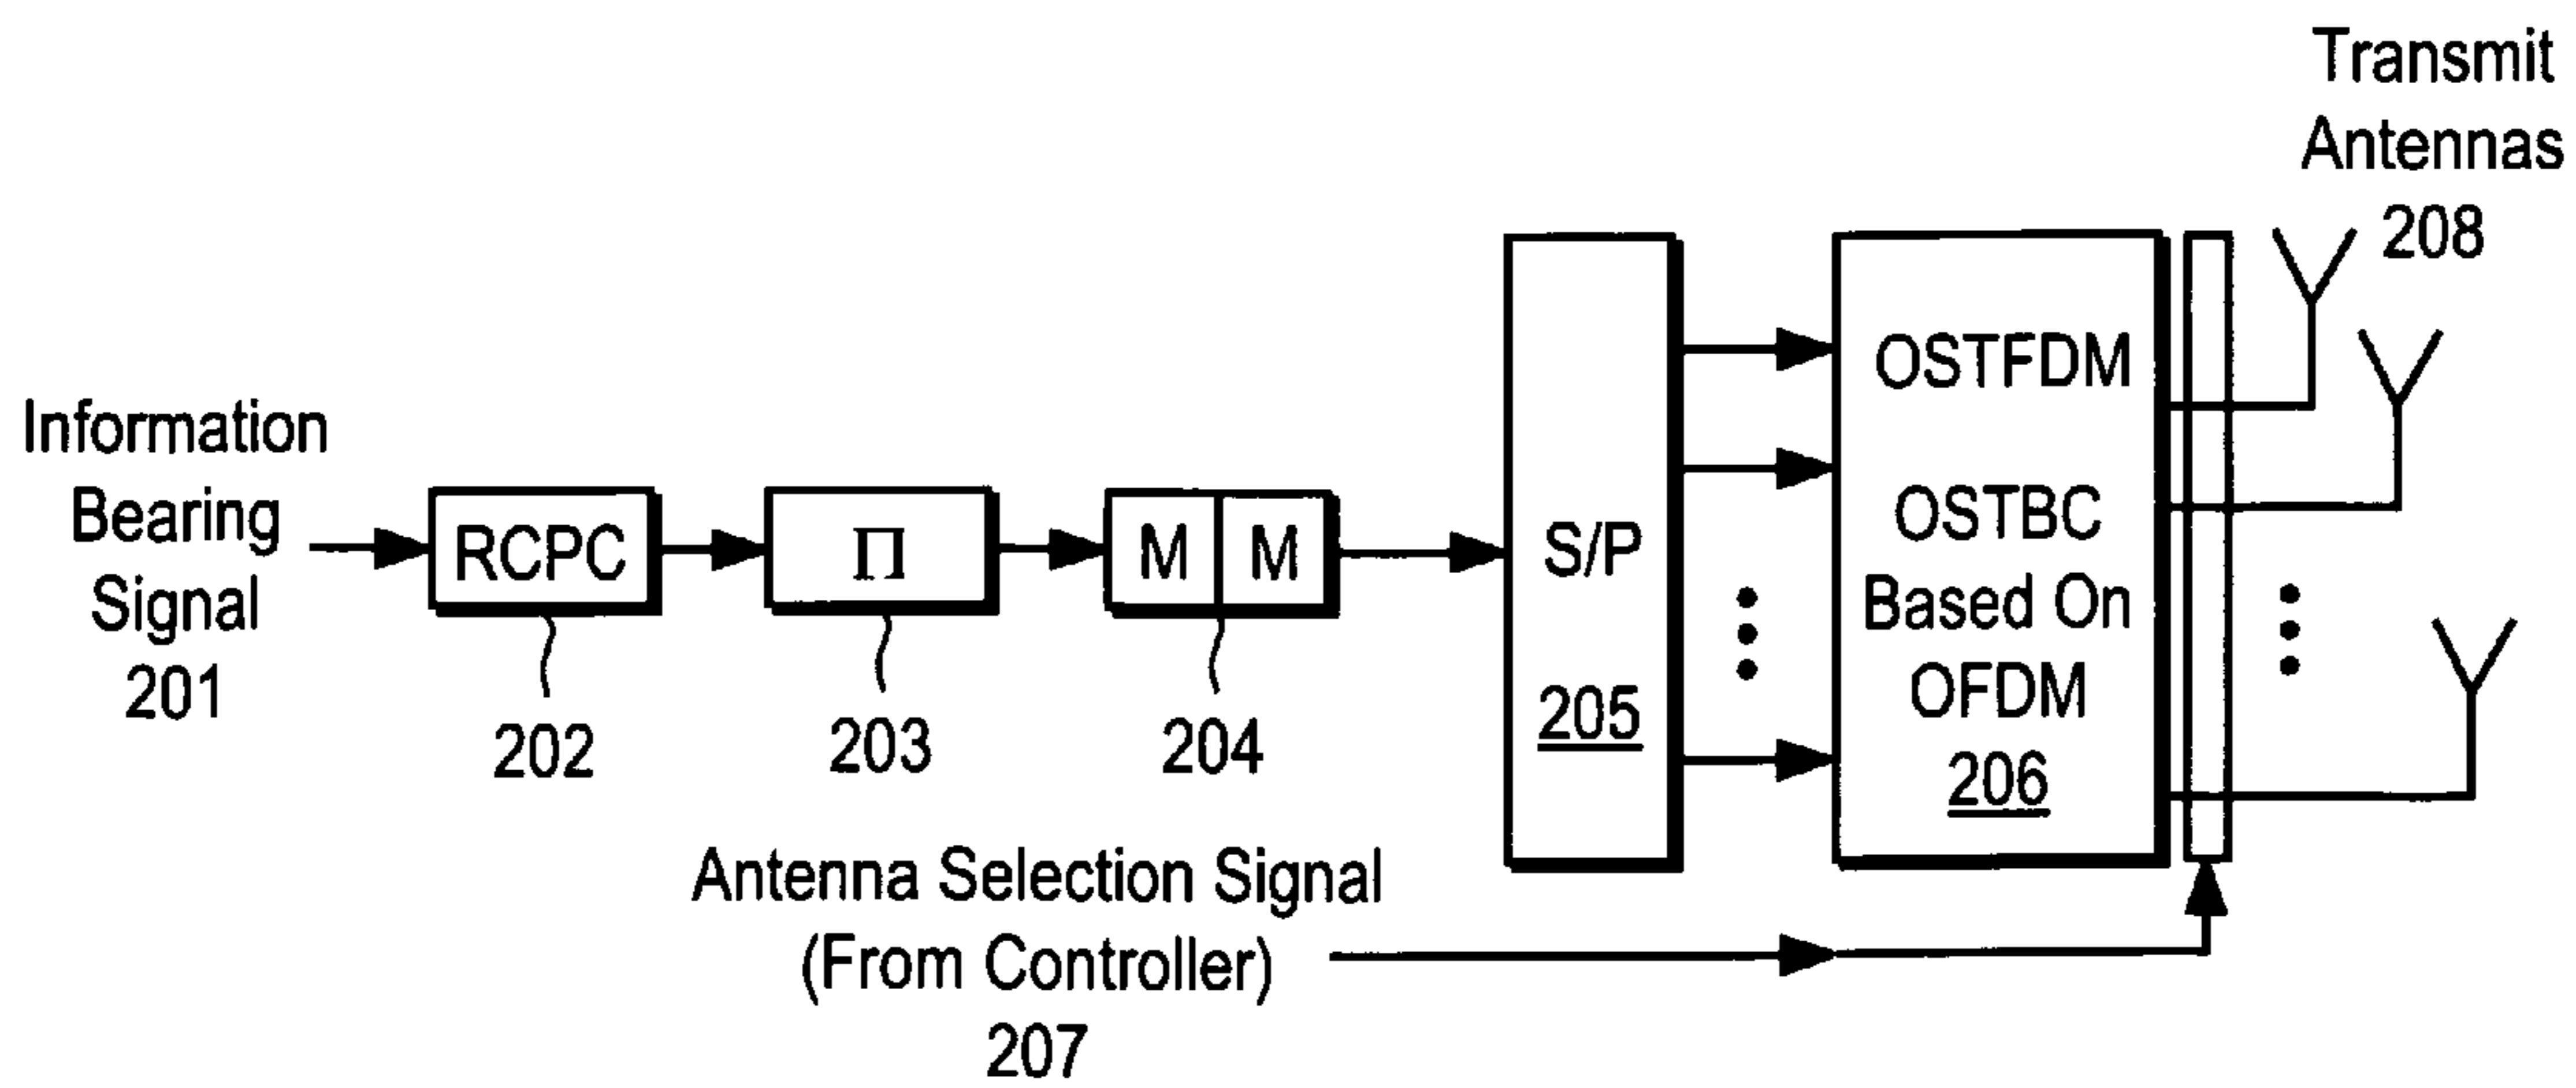 Transmit
Antennas
208
Information
Bearing
Signal
201
RCPC
202
Π
203
M M
204
S/P
205
OSTFDM
OSTBC
Based On
OFDM
206
Antenna Selection Signal
(From Controller)
207